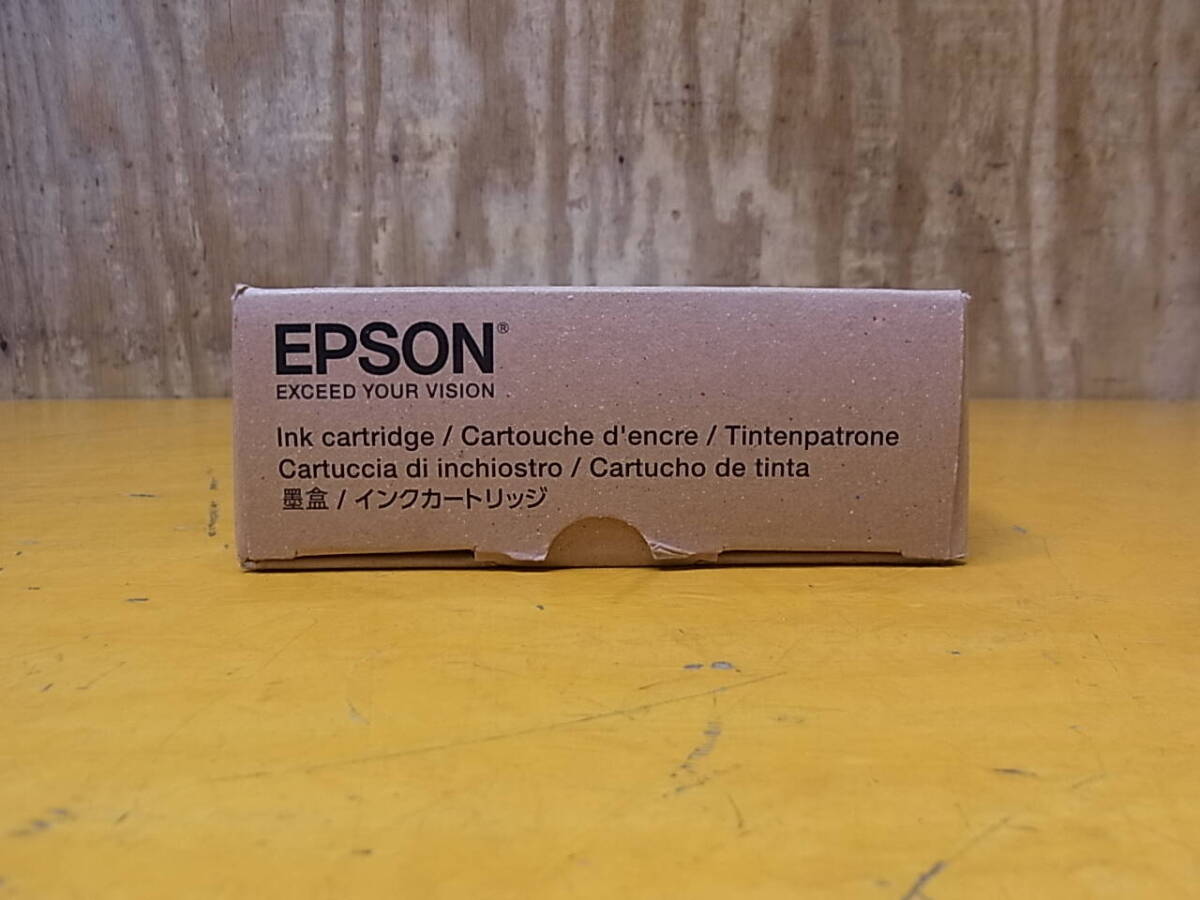 EPSON®
EXCEED YOUR VISION
Ink cartridge / Cartouche d'encre / Tintenpatrone
Cartuccia di inchiostro / Cartucho de tinta
墨盒 / インクカートリッジ